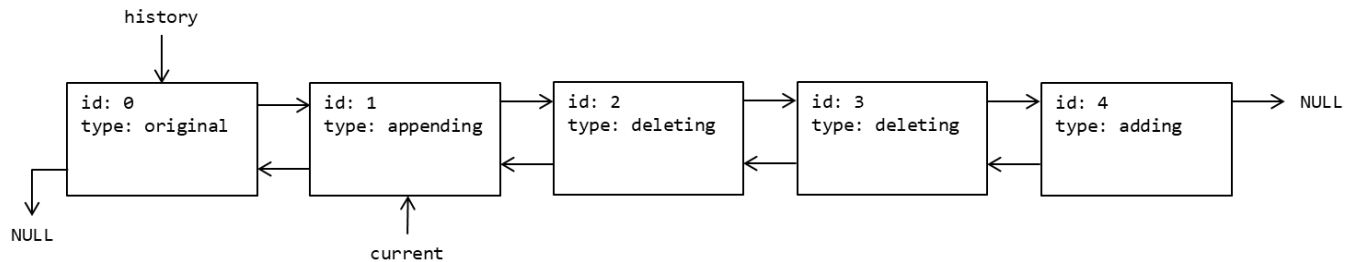 history
id: 0
type: original
id: 1
type: appending
id: 2
type: deleting
id: 3
type: deleting
id: 4
type: adding
NULL
NULL
current